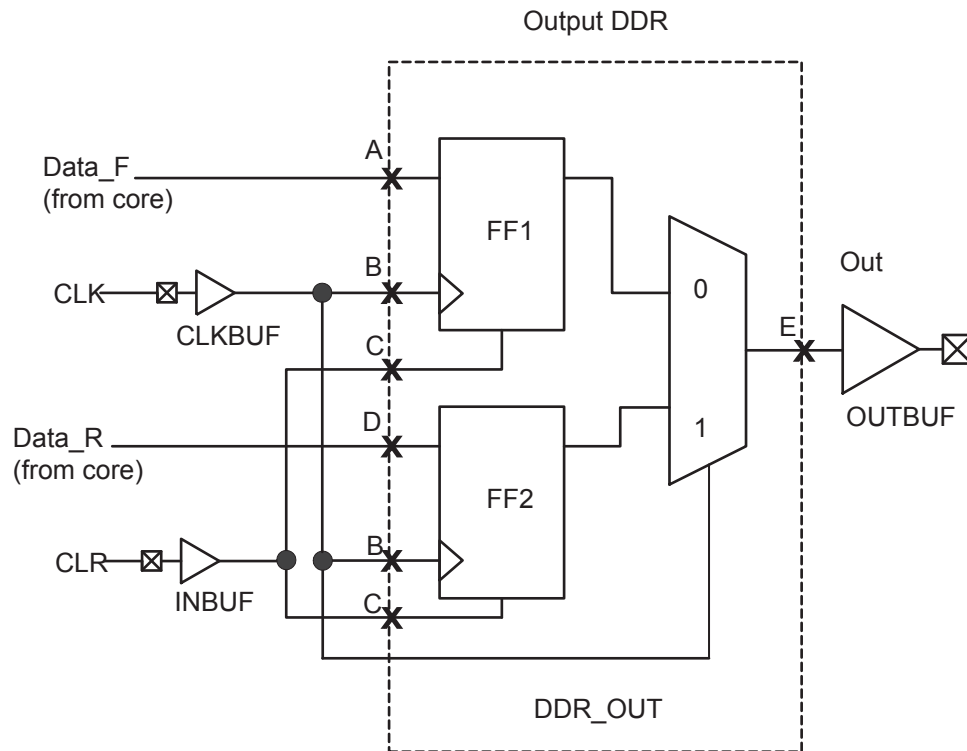 Output DDR
A
Data_F
(from core)
FF1
B
CLK
CLKBUF
0
Out
E
C
OUTBUF
D
Data_R
(from core)
1
FF2
B
CLR
INBUF
C
DDR_OUT